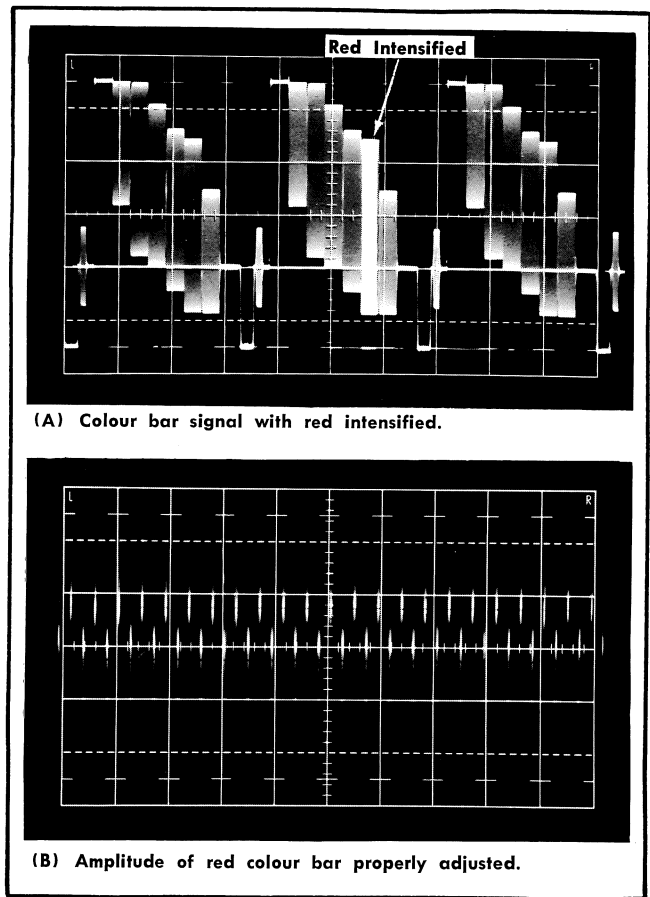 Red Intensified
L
L
(A) Colour bar signal with red intensified.
L
R
(B) Amplitude of red colour bar properly adjusted.